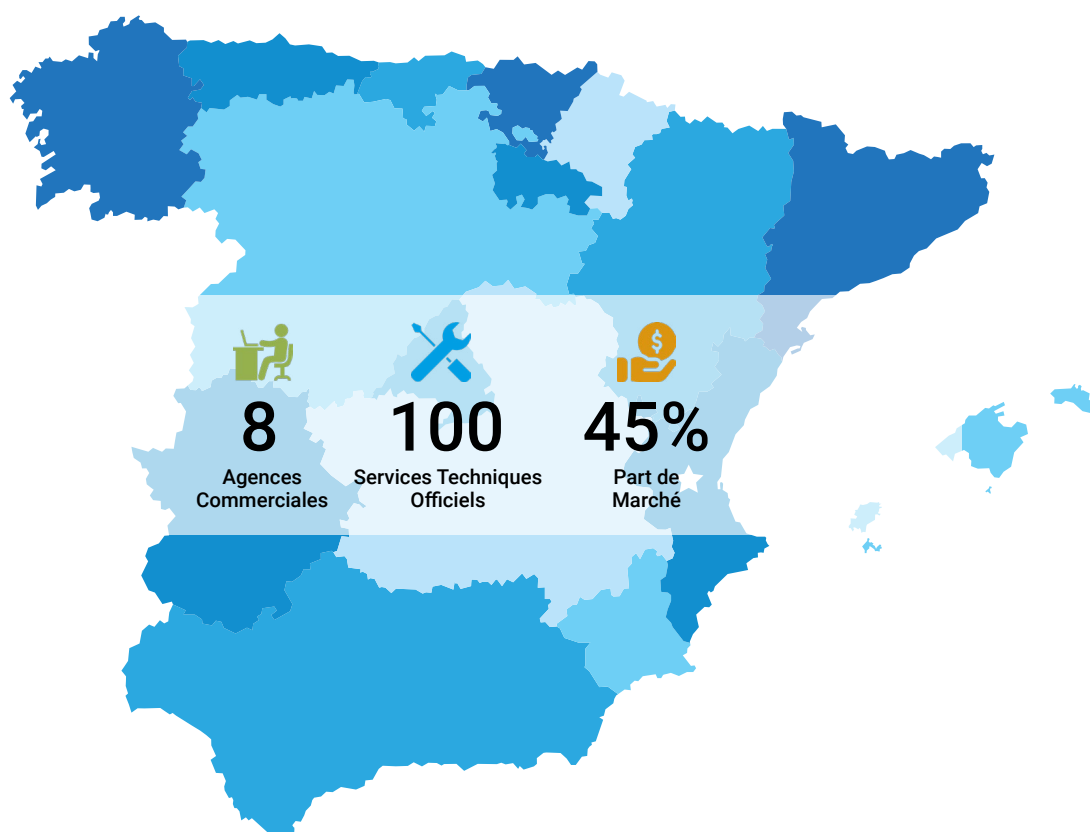 8
Agences
Commerciales
100
Services Techniques
Officiels
$
45%
Part de
Marché